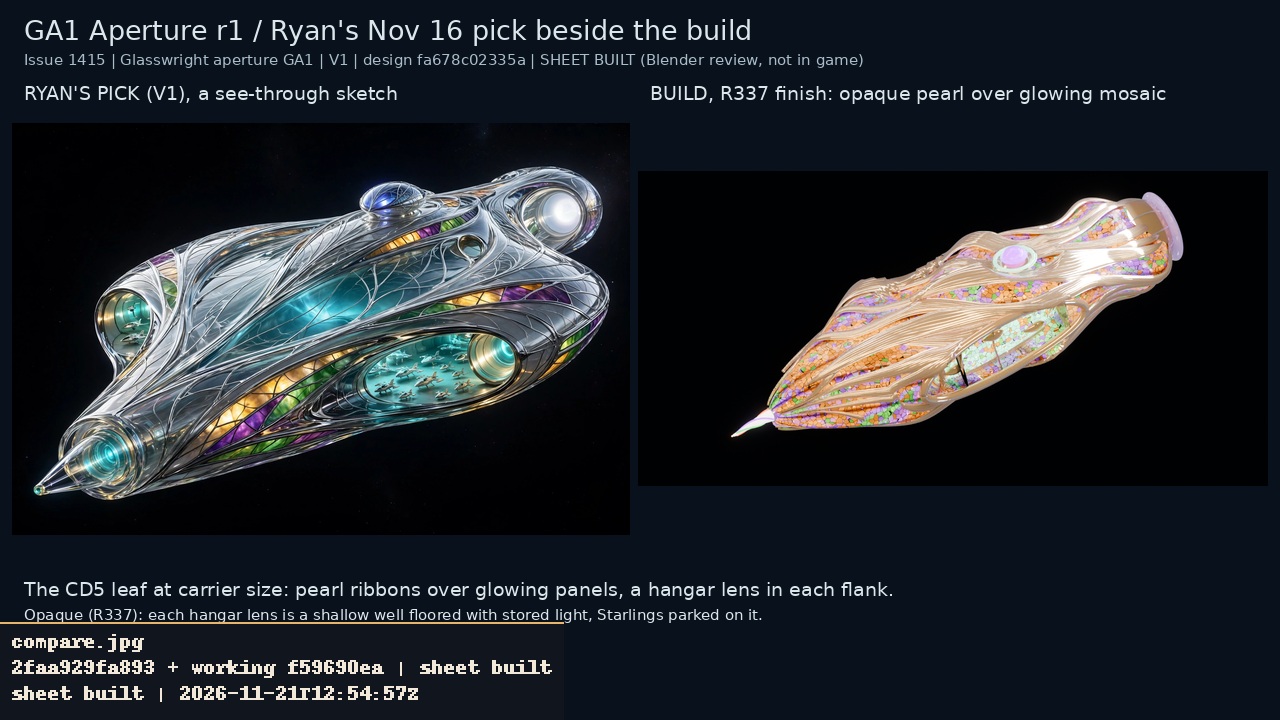 GA1 Aperture r1 / Ryan's Nov 16 pick beside the build
Issue 1415 | Glasswright aperture GA1 | V1 | design fa678c02335a | SHEET BUILT (Blender review, not in game)
RYAN'S PICK (V1), a see-through sketch
BUILD, R337 finish: opaque pearl over glowing mosaic
The CD5 leaf at carrier size: pearl ribbons over glowing panels, a hangar lens in each flank.
Opaque (R337): each hangar lens is a shallow well floored with stored light, Starlings parked on it.
compare.jpg
2faa929fa893 + working f59690ea | sheet built
sheet built | 2026-11-21T12:54:57Z